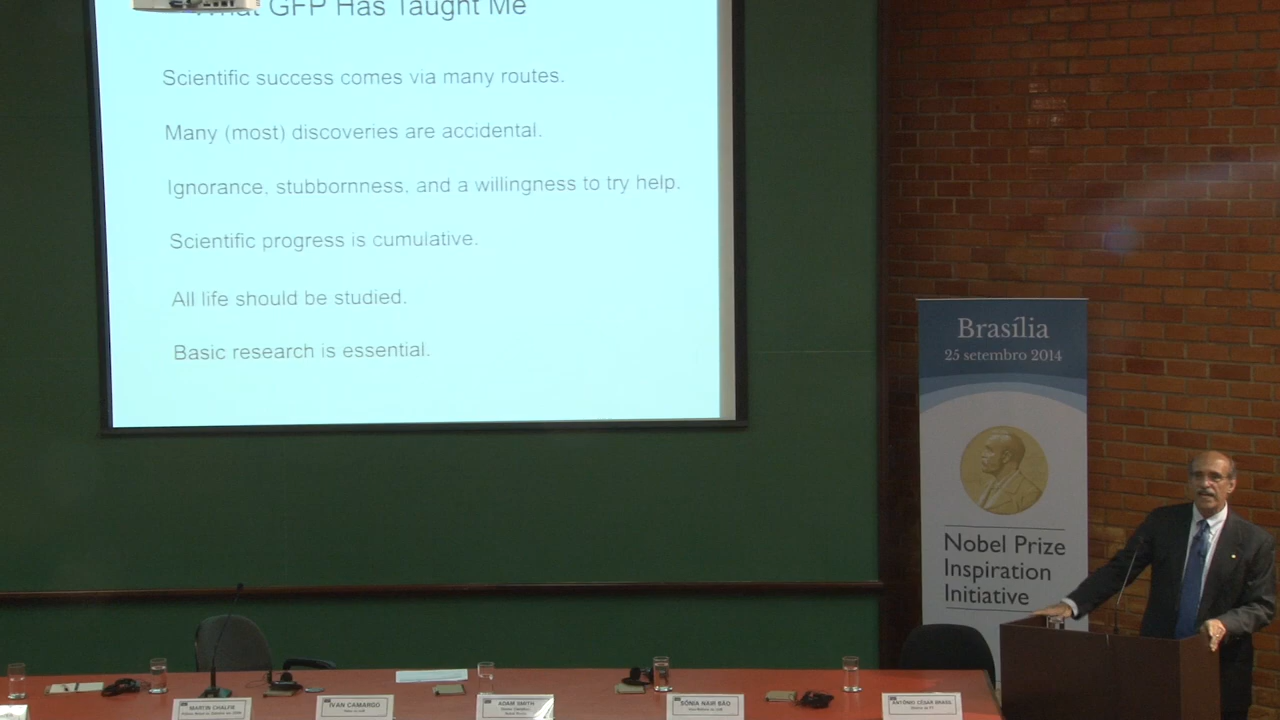 What GFP Has Taught Me
Scientific success comes via many routes.
Many (most) discoveries are accidental.
Ignorance, stubbornness, and a willingness to try help.
Scientific progress is cumulative.
All life should be studied.
Basic research is essential.
Brasília
25 setembro 2014
Nobel Prize
Inspiration
Initiative
MARTIN CHALFIE
IVAN CAMARGO
ADAM SMITH
SÔNIA NAIR BÁO
ANTÔNIO CÉSAR BRASIL